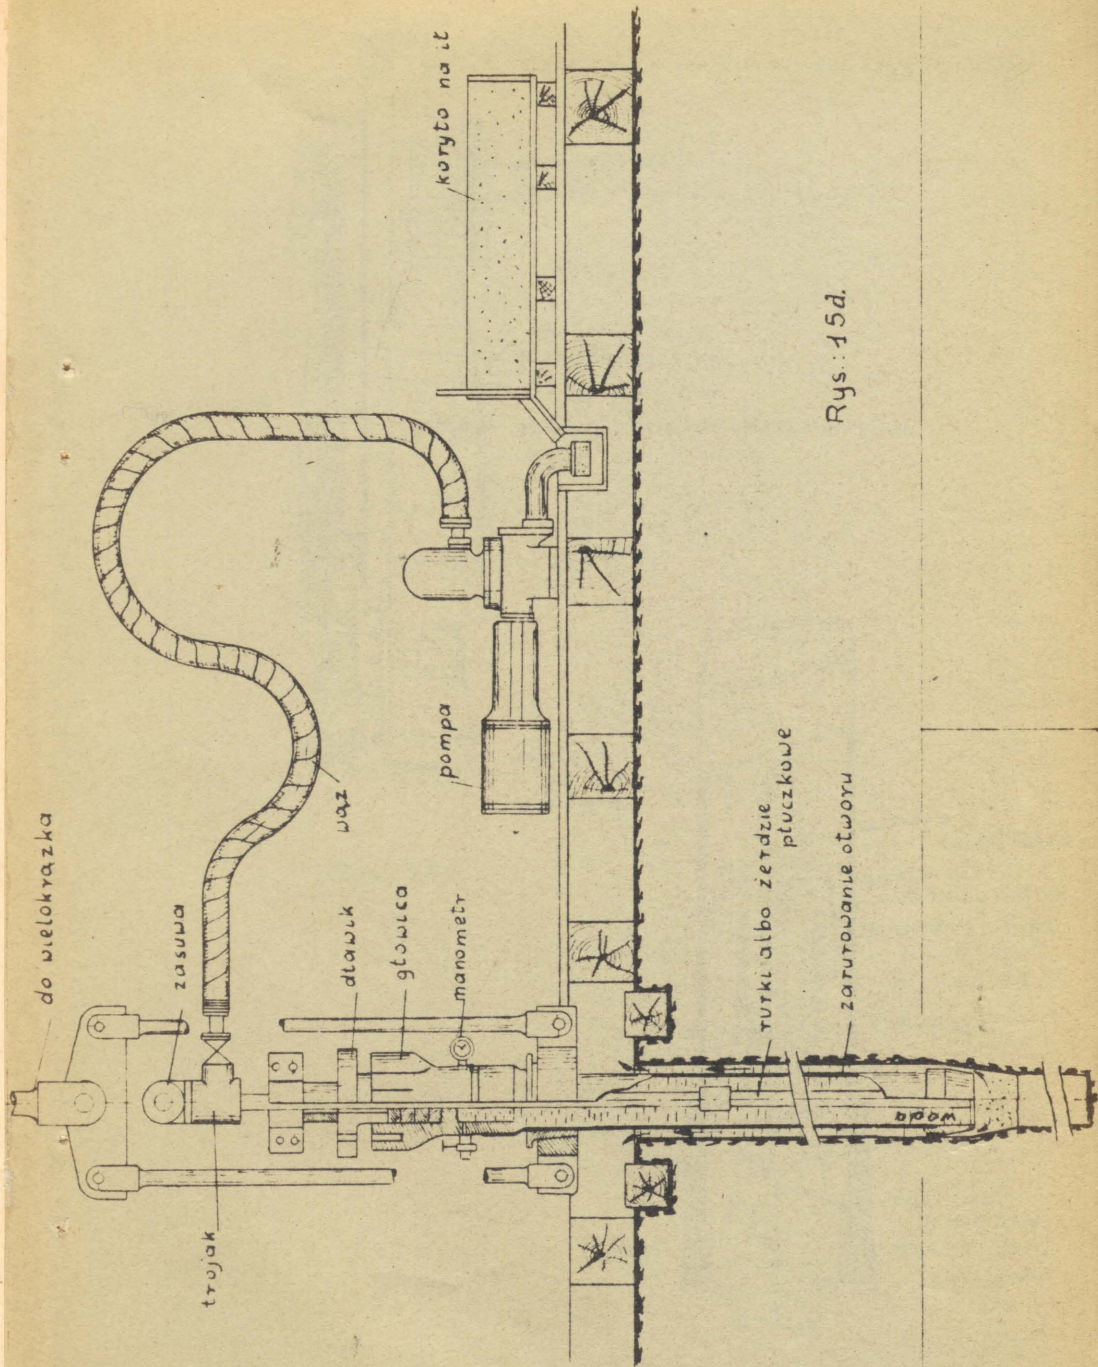 do wielokrążka
zasuwa
trojak
wąż
dławik
głowica
manometr
pompa
koryto na ił
rurki albo żerdzie
płuczkowe
zarurowanie otworu
woda
Rys.: 15d.